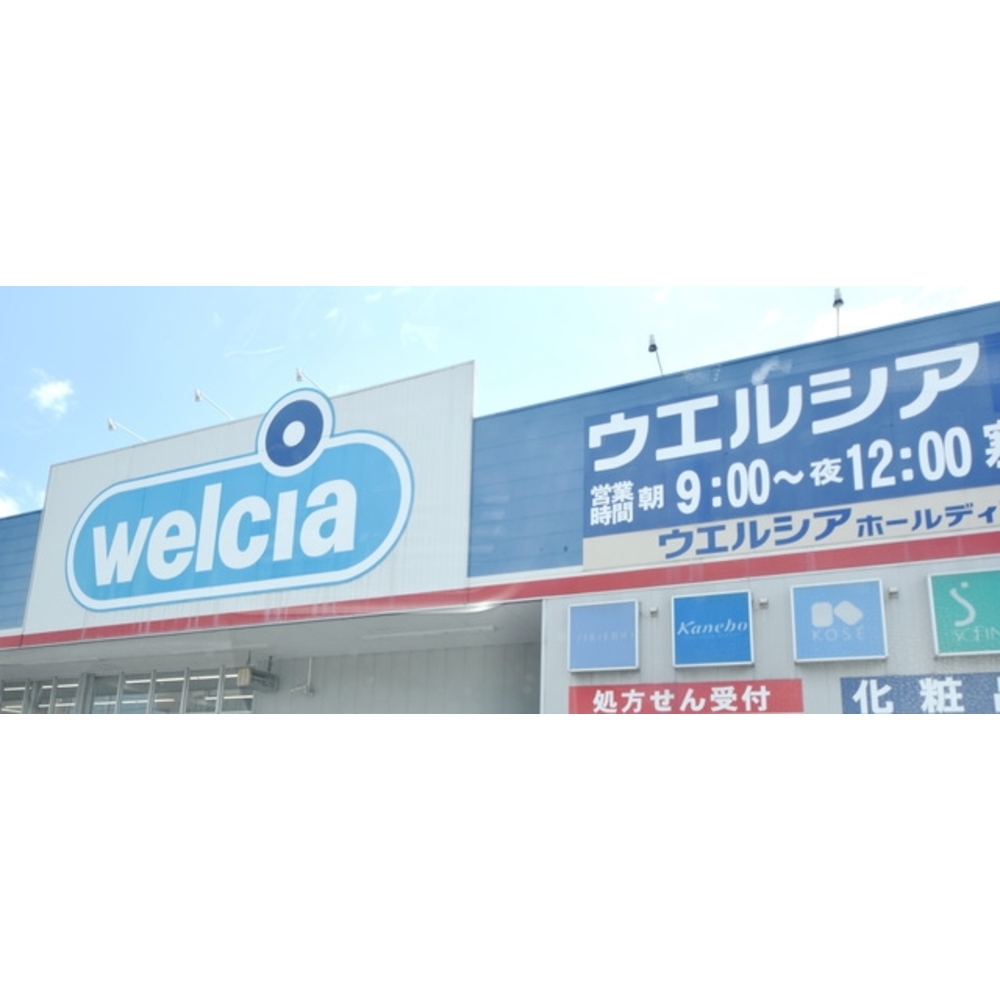 welcia
ウエルシア
営業時間 朝 9:00～夜12:00
ウエルシアホールディ
Kanebo
KOSÉ
処方せん受付
化粧